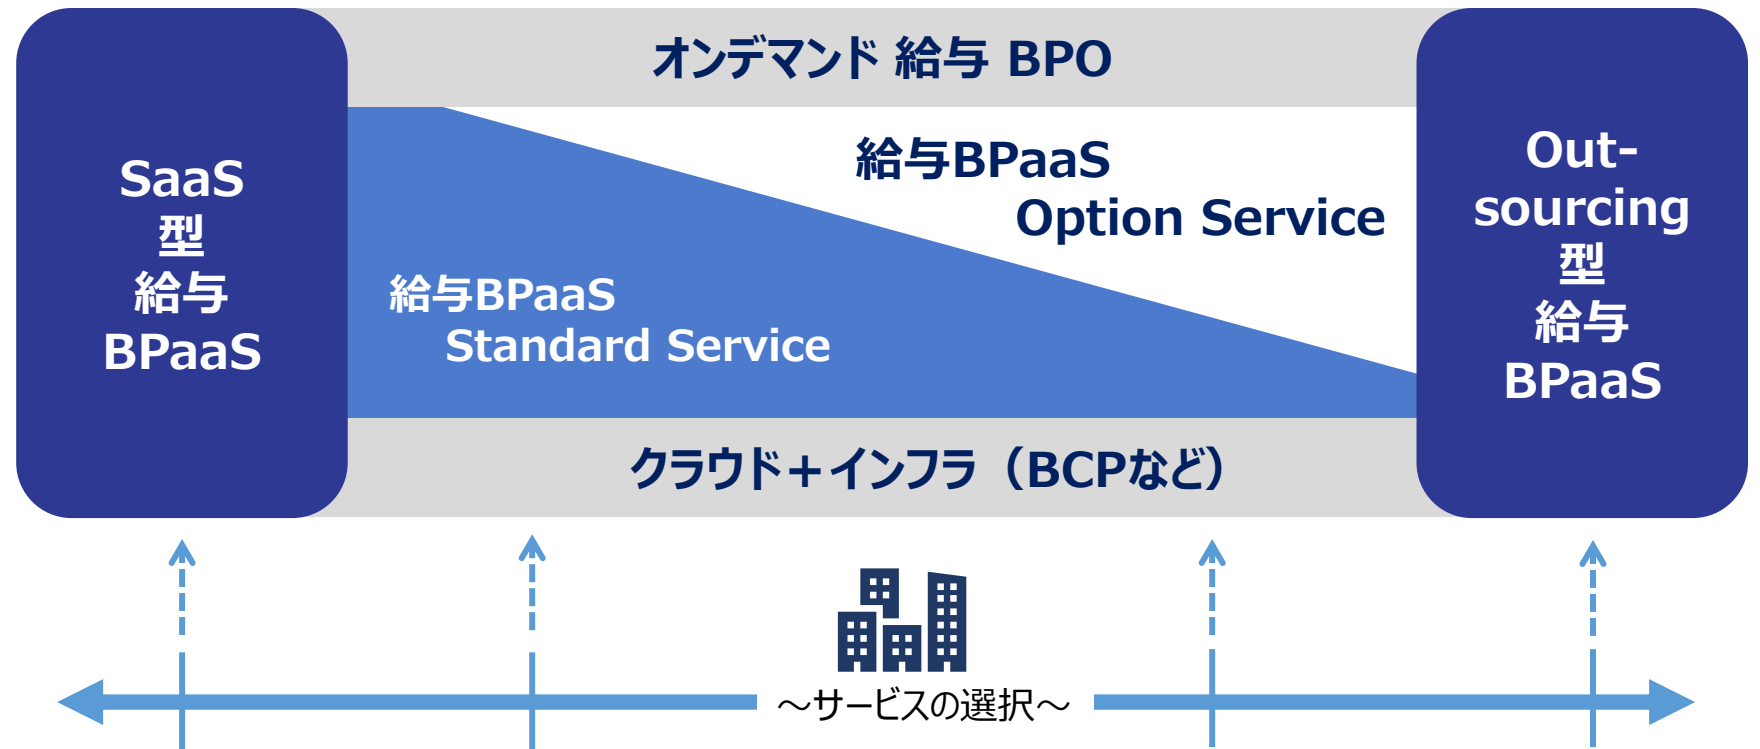 オンデマンド 給与 BPO
SaaS
型
給与
BPaaS
給与BPaaS
Option Service
給与BPaaS
Standard Service
Out-
sourcing
型
給与
BPaaS
クラウド＋インフラ（BCPなど）
～サービスの選択～